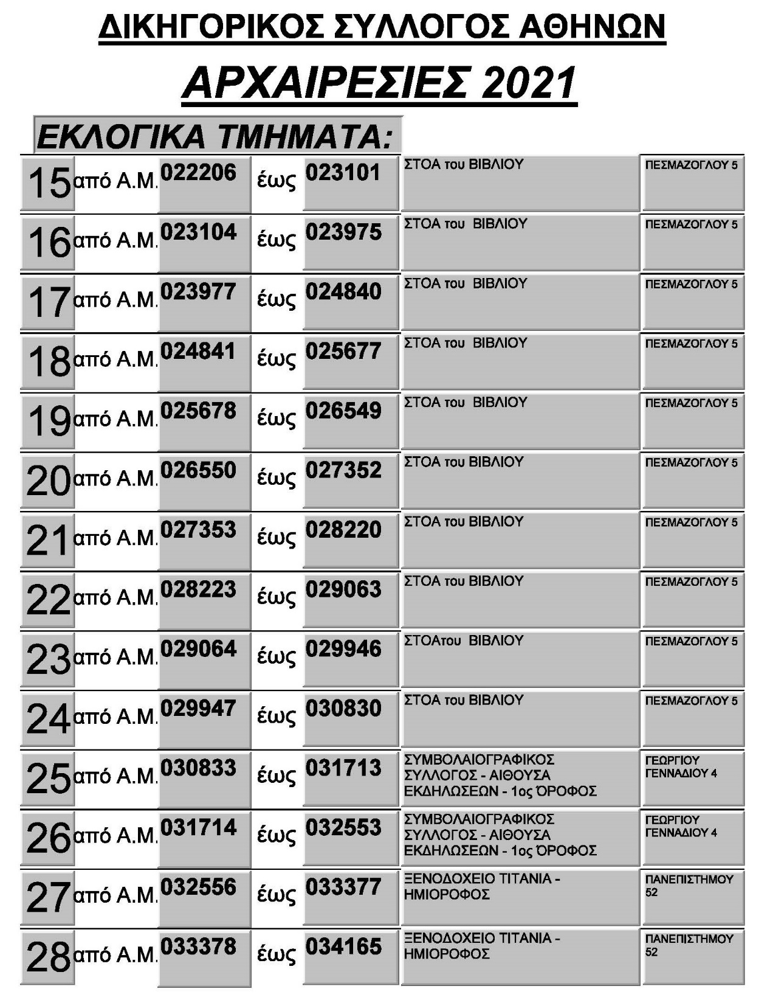 ΔΙΚΗΓΟΡΙΚΟΣ ΣΥΛΛΟΓΟΣ ΑΘΗΝΩΝ
ΑΡΧΑΙΡΕΣΙΕΣ 2021
ΕΚΛΟΓΙΚΑ ΤΜΗΜΑΤΑ:
15 από Α.Μ. 022206 έως 023101 ΣΤΟΑ του ΒΙΒΛΙΟΥ ΠΕΣΜΑΖΟΓΛΟΥ 5
16 από Α.Μ. 023104 έως 023975 ΣΤΟΑ του ΒΙΒΛΙΟΥ ΠΕΣΜΑΖΟΓΛΟΥ 5
17 από Α.Μ. 023977 έως 024840 ΣΤΟΑ του ΒΙΒΛΙΟΥ ΠΕΣΜΑΖΟΓΛΟΥ 5
18 από Α.Μ. 024841 έως 025677 ΣΤΟΑ του ΒΙΒΛΙΟΥ ΠΕΣΜΑΖΟΓΛΟΥ 5
19 από Α.Μ. 025678 έως 026549 ΣΤΟΑ του ΒΙΒΛΙΟΥ ΠΕΣΜΑΖΟΓΛΟΥ 5
20 από Α.Μ. 026550 έως 027352 ΣΤΟΑ του ΒΙΒΛΙΟΥ ΠΕΣΜΑΖΟΓΛΟΥ 5
21 από Α.Μ. 027353 έως 028220 ΣΤΟΑ του ΒΙΒΛΙΟΥ ΠΕΣΜΑΖΟΓΛΟΥ 5
22 από Α.Μ. 028223 έως 029063 ΣΤΟΑ του ΒΙΒΛΙΟΥ ΠΕΣΜΑΖΟΓΛΟΥ 5
23 από Α.Μ. 029064 έως 029946 ΣΤΟΑτου ΒΙΒΛΙΟΥ ΠΕΣΜΑΖΟΓΛΟΥ 5
24 από Α.Μ. 029947 έως 030830 ΣΤΟΑ του ΒΙΒΛΙΟΥ ΠΕΣΜΑΖΟΓΛΟΥ 5
25 από Α.Μ. 030833 έως 031713 ΣΥΜΒΟΛΑΙΟΓΡΑΦΙΚΟΣ
ΣΥΛΛΟΓΟΣ - ΑΙΘΟΥΣΑ
ΕΚΔΗΛΩΣΕΩΝ - 1ος ΌΡΟΦΟΣ
ΓΕΩΡΓΙΟΥ
ΓΕΝΝΑΔΙΟΥ 4
26 από Α.Μ. 031714 έως 032553 ΣΥΜΒΟΛΑΙΟΓΡΑΦΙΚΟΣ
ΣΥΛΛΟΓΟΣ - ΑΙΘΟΥΣΑ
ΕΚΔΗΛΩΣΕΩΝ - 1ος ΌΡΟΦΟΣ
ΓΕΩΡΓΙΟΥ
ΓΕΝΝΑΔΙΟΥ 4
27 από Α.Μ. 032556 έως 033377 ΞΕΝΟΔΟΧΕΙΟ ΤΙΤΑΝΙΑ -
ΗΜΙΟΡΟΦΟΣ
ΠΑΝΕΠΙΣΤΗΜΟΥ
52
28 από Α.Μ. 033378 έως 034165 ΞΕΝΟΔΟΧΕΙΟ ΤΙΤΑΝΙΑ -
ΗΜΙΟΡΟΦΟΣ
ΠΑΝΕΠΙΣΤΗΜΟΥ
52